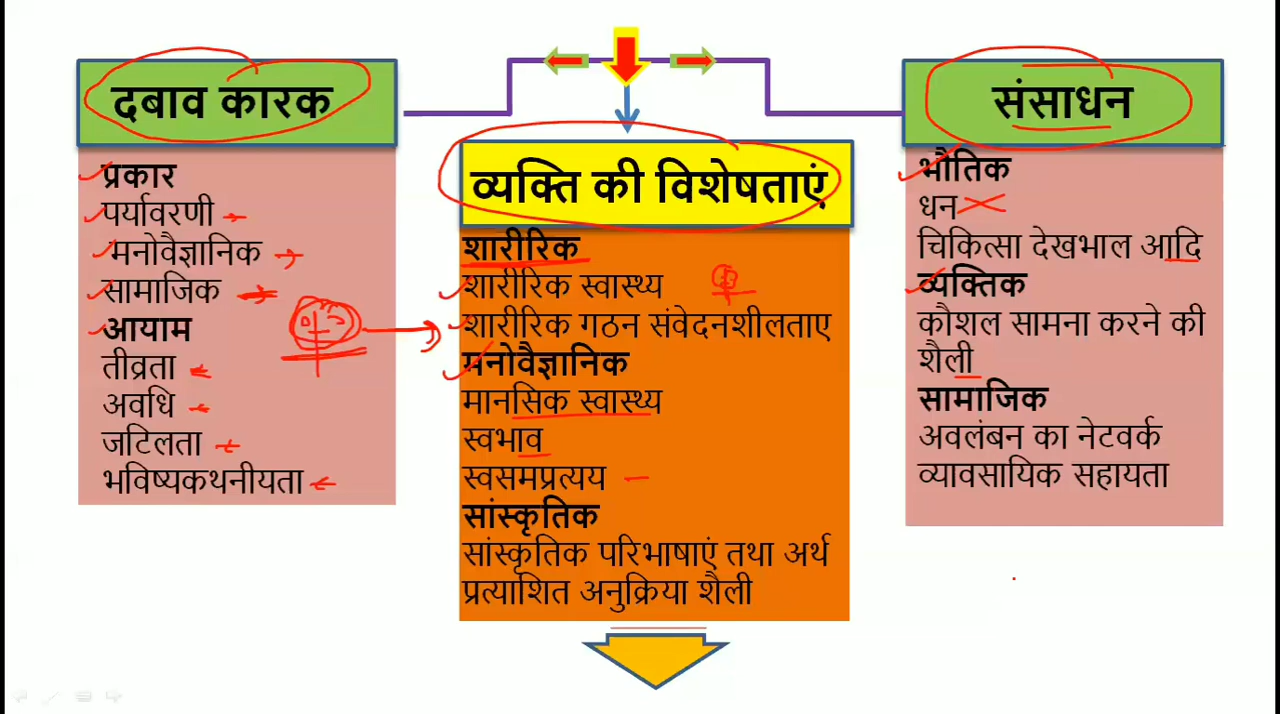 दबाव कारक
प्रकार
पर्यावरणी
मनोवैज्ञानिक
सामाजिक
आयाम
तीव्रता
अवधि
जटिलता
भविष्यकथनीयता
व्यक्ति की विशेषताएं
शारीरिक
शारीरिक स्वास्थ्य
शारीरिक गठन संवेदनशीलताए
मनोवैज्ञानिक
मानसिक स्वास्थ्य
स्वभाव
स्वसमप्रत्यय
सांस्कृतिक
सांस्कृतिक परिभाषाएं तथा अर्थ
प्रत्याशित अनुक्रिया शैली
संसाधन
भौतिक
धन
चिकित्सा देखभाल आदि
व्यक्तिक
कौशल सामना करने की
शैली
सामाजिक
अवलंबन का नेटवर्क
व्यावसायिक सहायता